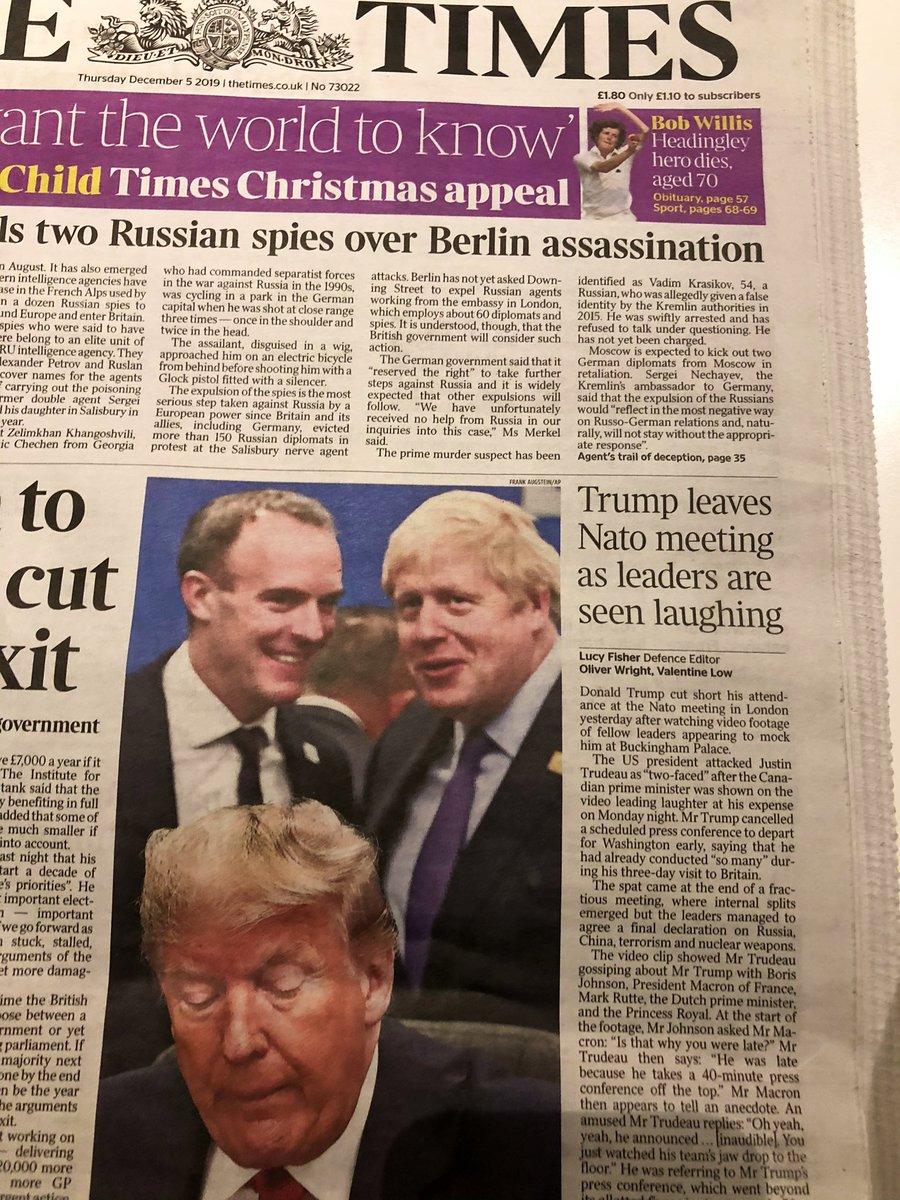 E TIMES
DIEU ET MON DROIT
Thursday December 5 2019 | thetimes.co.uk | No 73022
£1.80 Only £1.10 to subscribers
ant the world to know’
Child Times Christmas appeal
Bob Willis
Headingley
hero dies,
aged 70
Obituary, page 57
Sport, pages 68-69
ls two Russian spies over Berlin assassination
n August. It has also emerged
ern intelligence agencies have
ase in the French Alps used by
n a dozen Russian spies to
und Europe and enter Britain.
spies who were said to have
ere belong to an elite unit of
RU intelligence agency. They
lexander Petrov and Ruslan
cover names for the agents
f carrying out the poisoning
rmer double agent Sergei
l his daughter in Salisbury in
year.
t Zelimkhan Khangoshvili,
ic Chechen from Georgia
who had commanded separatist forces
in the war against Russia in the 1990s,
was cycling in a park in the German
capital when he was shot at close range
three times — once in the shoulder and
twice in the head.
The assailant, disguised in a wig,
approached him on an electric bicycle
from behind before shooting him with a
Glock pistol fitted with a silencer.
The expulsion of the spies is the most
serious step taken against Russia by a
European power since Britain and its
allies, including Germany, evicted
more than 150 Russian diplomats in
protest at the Salisbury nerve agent
attacks. Berlin has not yet asked Down-
ing Street to expel Russian agents
working from the embassy in London,
which employs about 60 diplomats and
spies. It is understood, though, that the
British government will consider such
action.
The German government said that it
“reserved the right” to take further
steps against Russia and it is widely
expected that other expulsions will
follow. “We have unfortunately
received no help from Russia in our
inquiries into this case,” Ms Merkel
said.
The prime murder suspect has been
identified as Vadim Krasikov, 54, a
Russian, who was allegedly given a false
identity by the Kremlin authorities in
2015. He was swiftly arrested and has
refused to talk under questioning. He
has not yet been charged.
Moscow is expected to kick out two
German diplomats from Moscow in
retaliation. Sergei Nechayev, the
Kremlin’s ambassador to Germany,
said that the expulsion of the Russians
would “reflect in the most negative way
on Russo-German relations and, natu-
rally, will not stay without the appropri-
ate response”.
Agent’s trail of deception, page 35
to
cut
xit
government
ve £7,000 a year if it
The Institute for
tank said that the
y benefiting in full
added that some of
e much smaller if
into account.
ast night that his
tart a decade of
e’s priorities”. He
t important elect-
n — important
f we go forward as
n stuck, stalled,
rguments of the
et more damag-
ime the British
ose between a
rnment or yet
g parliament. If
majority next
one by the end
n be the year
he arguments
xit.
t working on
— delivering
20,000 more
more GP
rgent action
FRANK AUGSTEIN/AP
Trump leaves
Nato meeting
as leaders are
seen laughing
Lucy Fisher Defence Editor
Oliver Wright, Valentine Low
Donald Trump cut short his attend-
ance at the Nato meeting in London
yesterday after watching video footage
of fellow leaders appearing to mock
him at Buckingham Palace.
The US president attacked Justin
Trudeau as “two-faced” after the Cana-
dian prime minister was shown on the
video leading laughter at his expense
on Monday night. Mr Trump cancelled
a scheduled press conference to depart
for Washington early, saying that he
had already conducted “so many” dur-
ing his three-day visit to Britain.
The spat came at the end of a frac-
tious meeting, where internal splits
emerged but the leaders managed to
agree a final declaration on Russia,
China, terrorism and nuclear weapons.
The video clip showed Mr Trudeau
gossiping about Mr Trump with Boris
Johnson, President Macron of France,
Mark Rutte, the Dutch prime minister,
and the Princess Royal. At the start of
the footage, Mr Johnson asked Mr Ma-
cron: “Is that why you were late?” Mr
Trudeau then says: “He was late
because he takes a 40-minute press
conference off the top.” Mr Macron
then appears to tell an anecdote. An
amused Mr Trudeau replies: “Oh yeah,
yeah, he announced ... [inaudible]. You
just watched his team’s jaw drop to the
floor.” He was referring to Mr Trump’s
press conference, which went beyond